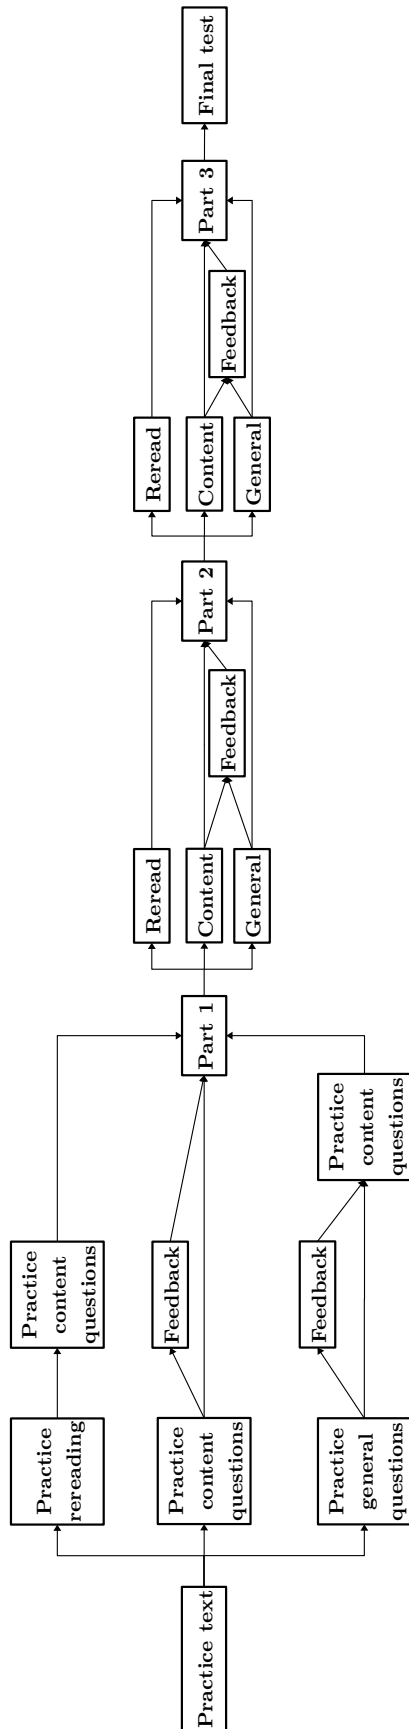 Practice text
Practice
rereading
Practice
content
questions
Practice
content
questions
Feedback
Practice
general
questions
Feedback
Practice
content
questions
Part 1
Reread
Content
General
Feedback
Part 2
Reread
Content
General
Feedback
Part 3
Final test